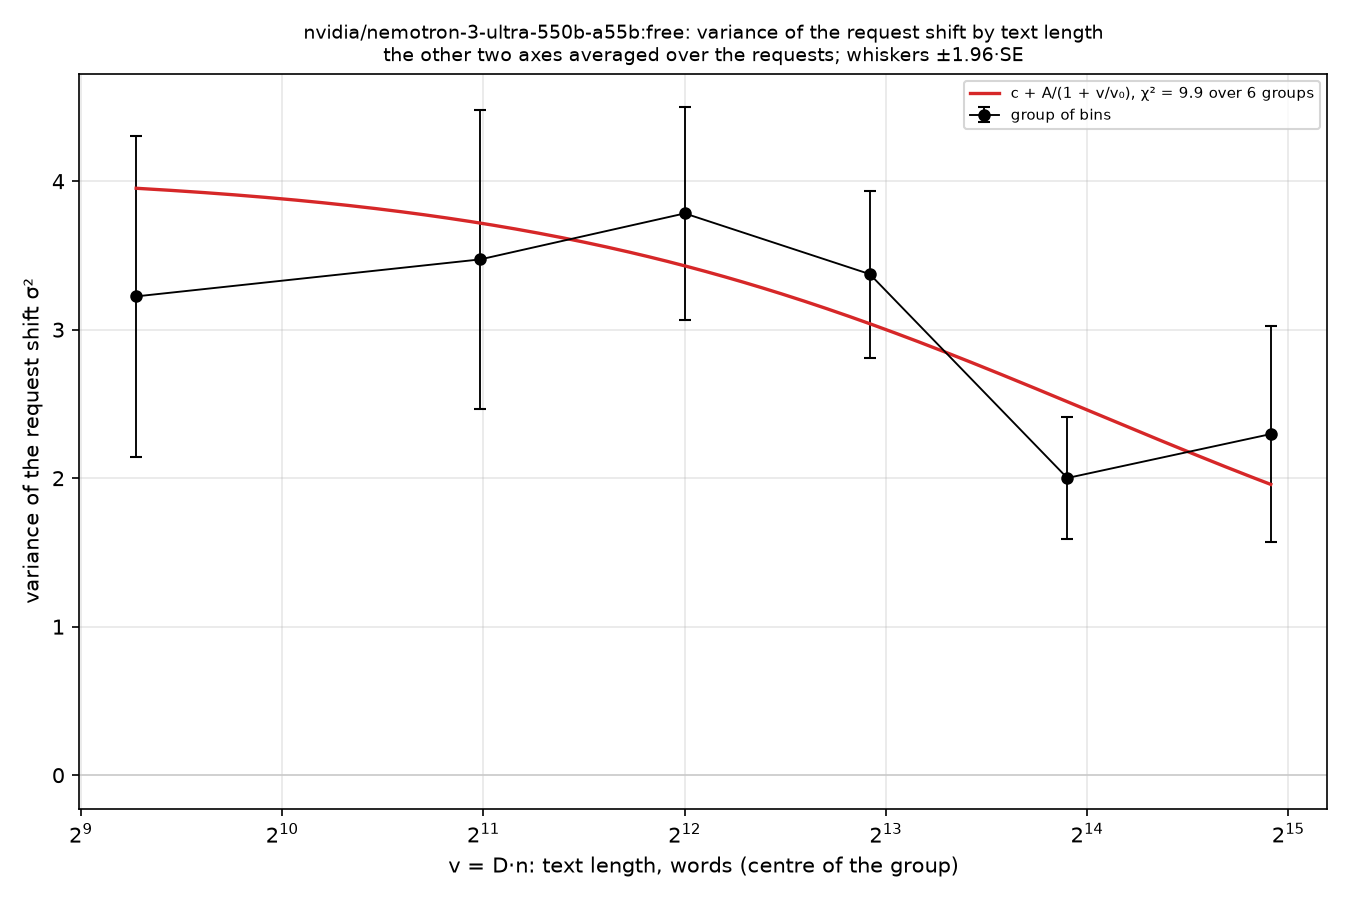 nvidia/nemotron-3-ultra-550b-a55b:free: variance of the request shift by text length
the other two axes averaged over the requests; whiskers ±1.96·SE
c + A/(1 + v/v₀), χ² = 9.9 over 6 groups
group of bins
variance of the request shift σ²
4
3
2
1
0
2⁹ 2¹⁰ 2¹¹ 2¹² 2¹³ 2¹⁴ 2¹⁵
v = D·n: text length, words (centre of the group)